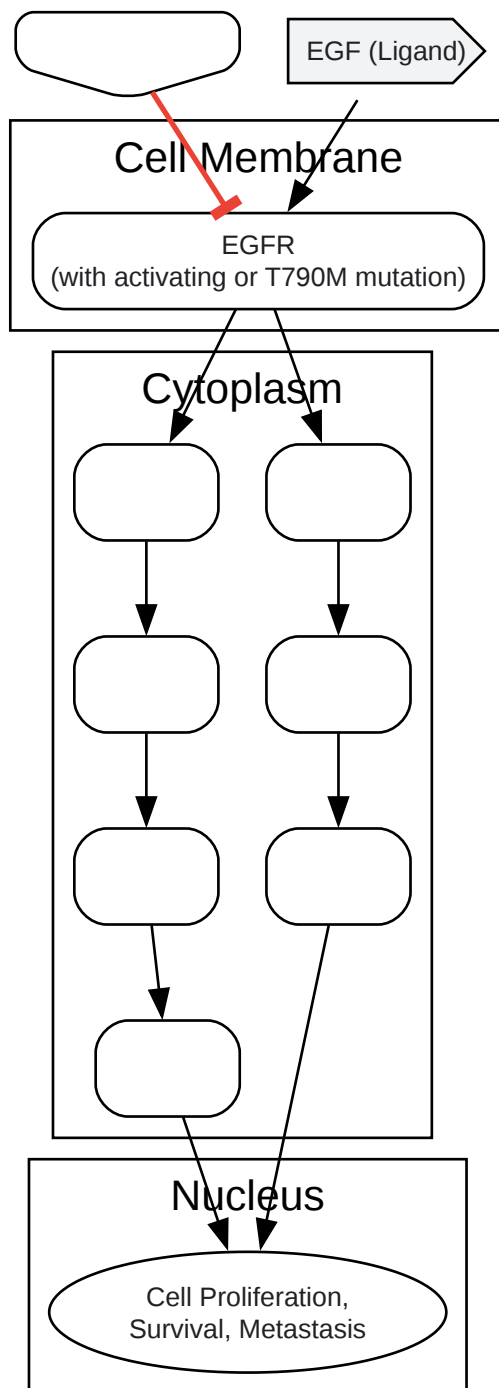 EGF (Ligand)
Cell Membrane
EGFR
(with activating or T790M mutation)
Cytoplasm
Nucleus
Cell Proliferation,
Survival, Metastasis